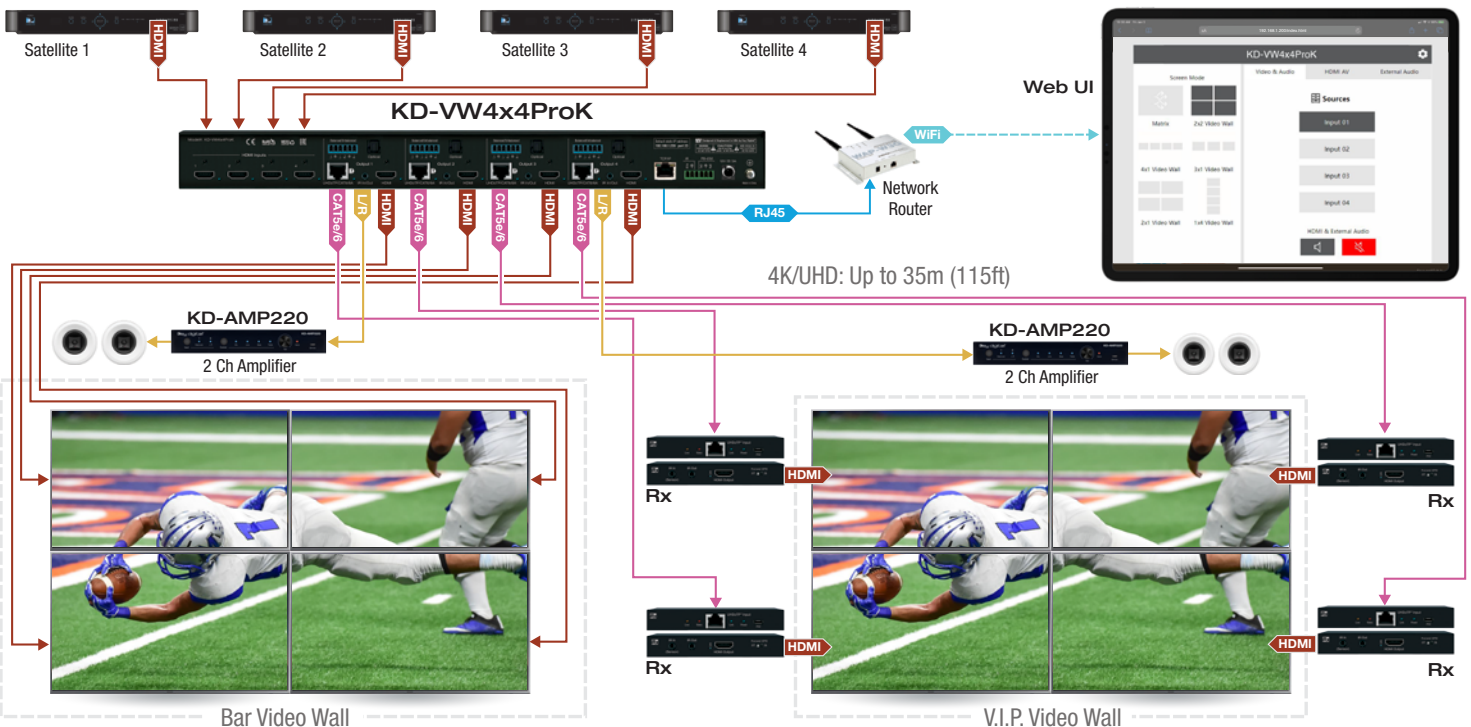 Satellite 1
Satellite 2
Satellite 3
Satellite 4
HDMI
HDMI
HDMI
HDMI
KD-VW4x4ProK
Web UI
WiFi
Network
Router
RJ45
KD-VW4x4ProK
Video & Audio
HDMI AV
External Audio
Screen Mode
Sources
Matrix
2x2 Video Wall
4x1 Video Wall
3x1 Video Wall
2x1 Video Wall
1x4 Video Wall
Input 01
Input 02
Input 03
Input 04
HDMI & External Audio
HDMI Inputs
Output 1
CAT5e/6
L/R
HDMI
CAT5e/6
HDMI
CAT5e/6
HDMI
CAT5e/6
L/R
HDMI
4K/UHD: Up to 35m (115ft)
KD-AMP220
2 Ch Amplifier
KD-AMP220
2 Ch Amplifier
HDMI
Rx
HDMI
Rx
HDMI
Rx
HDMI
Rx
Bar Video Wall
V.I.P. Video Wall